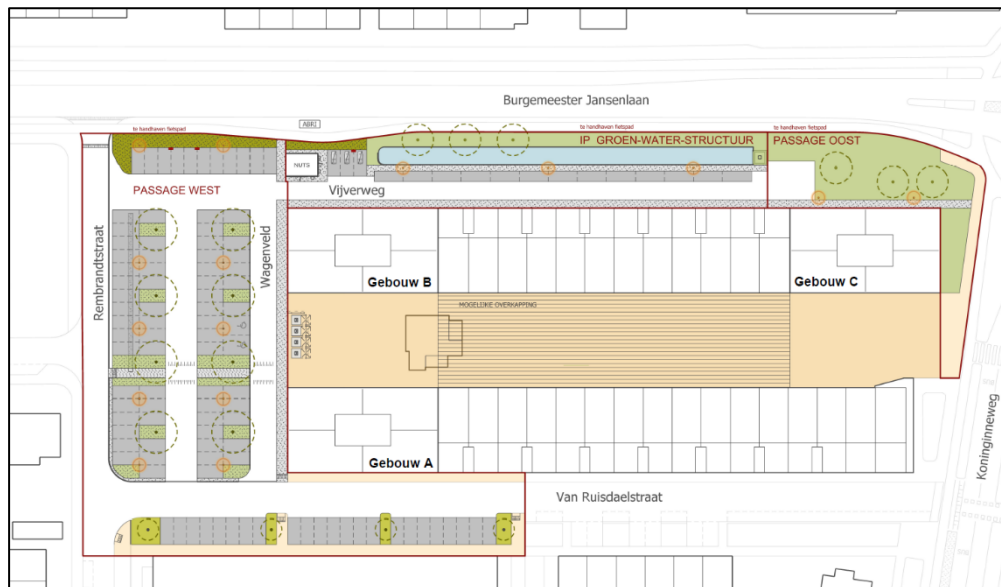 Burgemeester Jansenlaan
te handhaven fietspad
ABRI
te handhaven fietspad
te handhaven fietspad
IP GROEN-WATER-STRUCTUUR
PASSAGE OOST
NUTS
PASSAGE WEST
Vijverweg
Rembrandtstraat
Wagenveld
Gebouw B
Gebouw C
MOGELIJKE OVERKAPPING
Koninginneweg
Gebouw A
Van Ruisdaelstraat